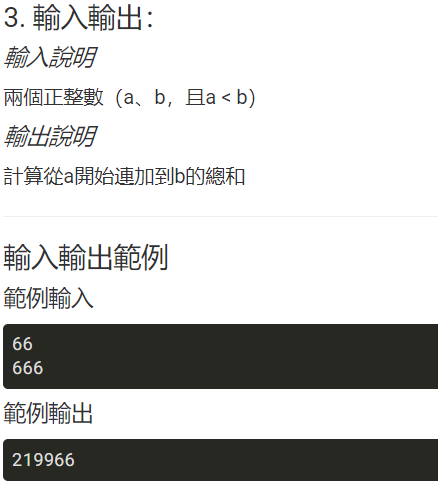 3. 輸入輸出：
輸入說明
兩個正整數（a、b，且a < b）
輸出說明
計算從a開始連加到b的總和
輸入輸出範例
範例輸入
66
666
範例輸出
219966